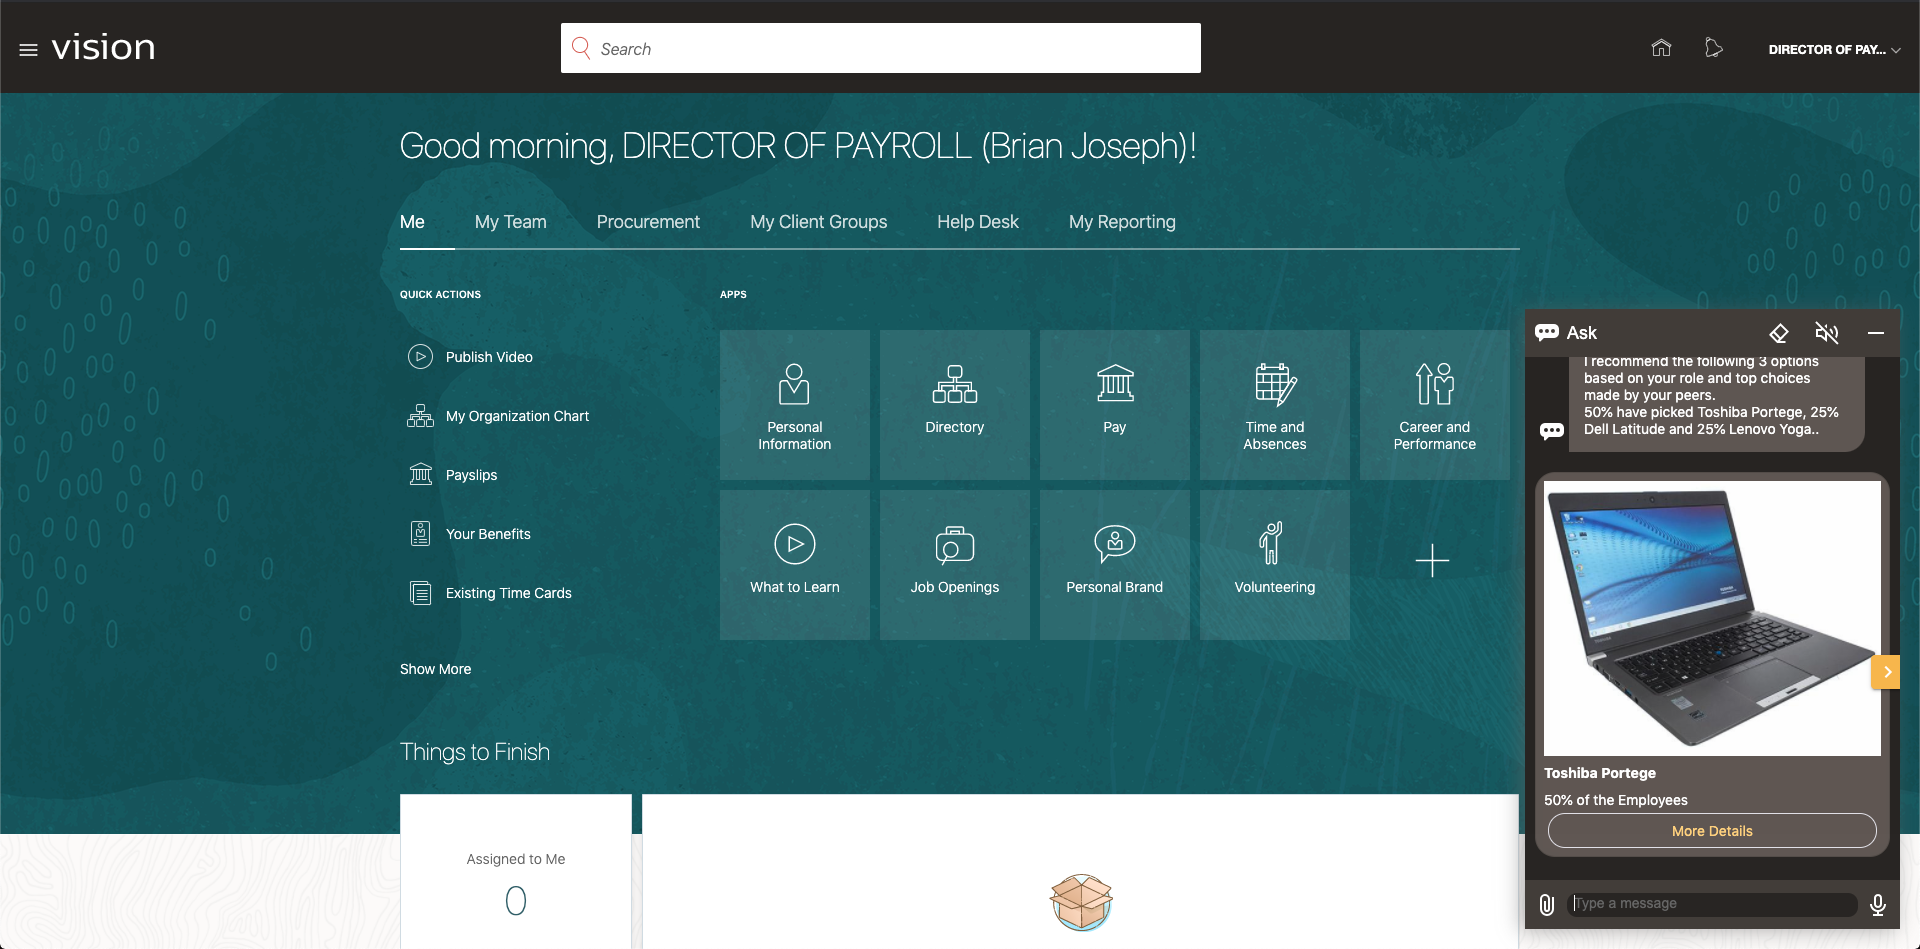 vision
Search
DIRECTOR OF PAY...
Good morning, DIRECTOR OF PAYROLL (Brian Joseph)!
Me
My Team
Procurement
My Client Groups
Help Desk
My Reporting
QUICK ACTIONS
Publish Video
My Organization Chart
Payslips
Your Benefits
Existing Time Cards
Show More
APPS
Personal
Information
Directory
Pay
Time and
Absences
Career and
Performance
What to Learn
Job Openings
Personal Brand
Volunteering
Things to Finish
Assigned to Me
0
Ask
I recommend the following 3 options
based on your role and top choices
made by your peers.
50% have picked Toshiba Portege, 25%
Dell Latitude and 25% Lenovo Yoga..
Toshiba Portege
50% of the Employees
More Details
Type a message